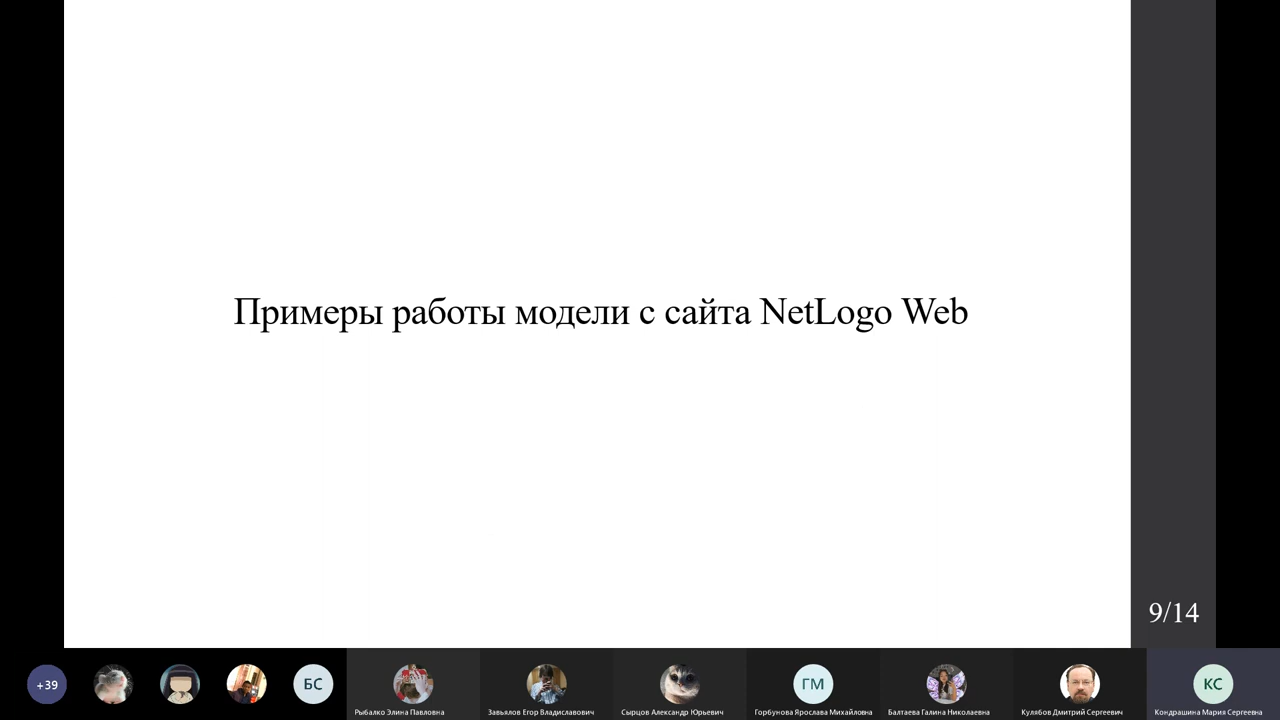 Примеры работы модели с сайта NetLogo Web
9/14
+39
БС
ГМ
КС
Рыбалко Элина Павловна
Завьялов Егор Владиславович
Сырцов Александр Юрьевич
Горбунова Ярослава Михайловна
Балтаева Галина Николаевна
Кулябов Дмитрий Сергеевич
Кондрашина Мария Сергеевна